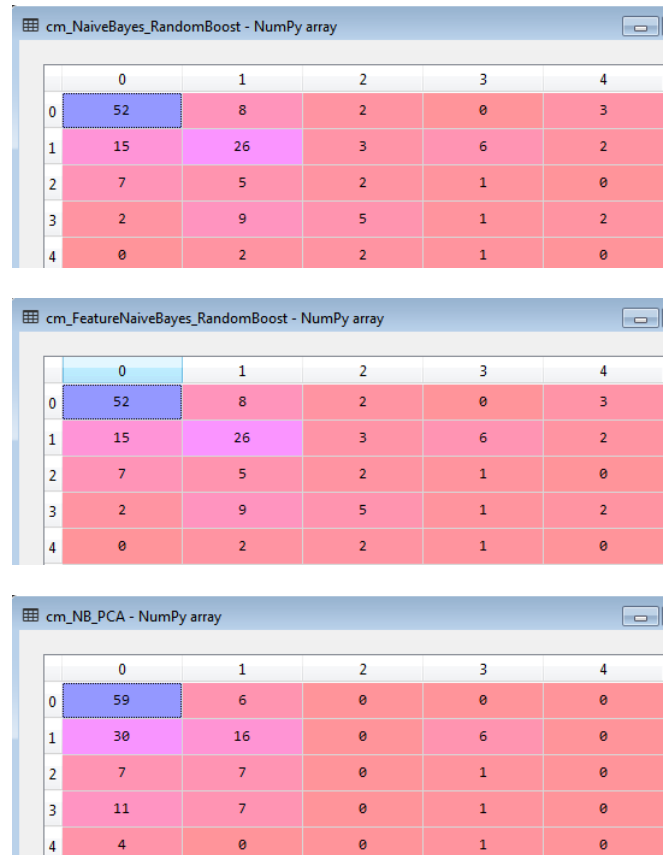 cm_NaiveBayes_RandomBoost - NumPy array
0 1 2 3 4
0 52 8 2 0 3
1 15 26 3 6 2
2 7 5 2 1 0
3 2 9 5 1 2
4 0 2 2 1 0
cm_FeatureNaiveBayes_RandomBoost - NumPy array
0 1 2 3 4
0 52 8 2 0 3
1 15 26 3 6 2
2 7 5 2 1 0
3 2 9 5 1 2
4 0 2 2 1 0
cm_NB_PCA - NumPy array
0 1 2 3 4
0 59 6 0 0 0
1 30 16 0 6 0
2 7 7 0 1 0
3 11 7 0 1 0
4 4 0 0 1 0